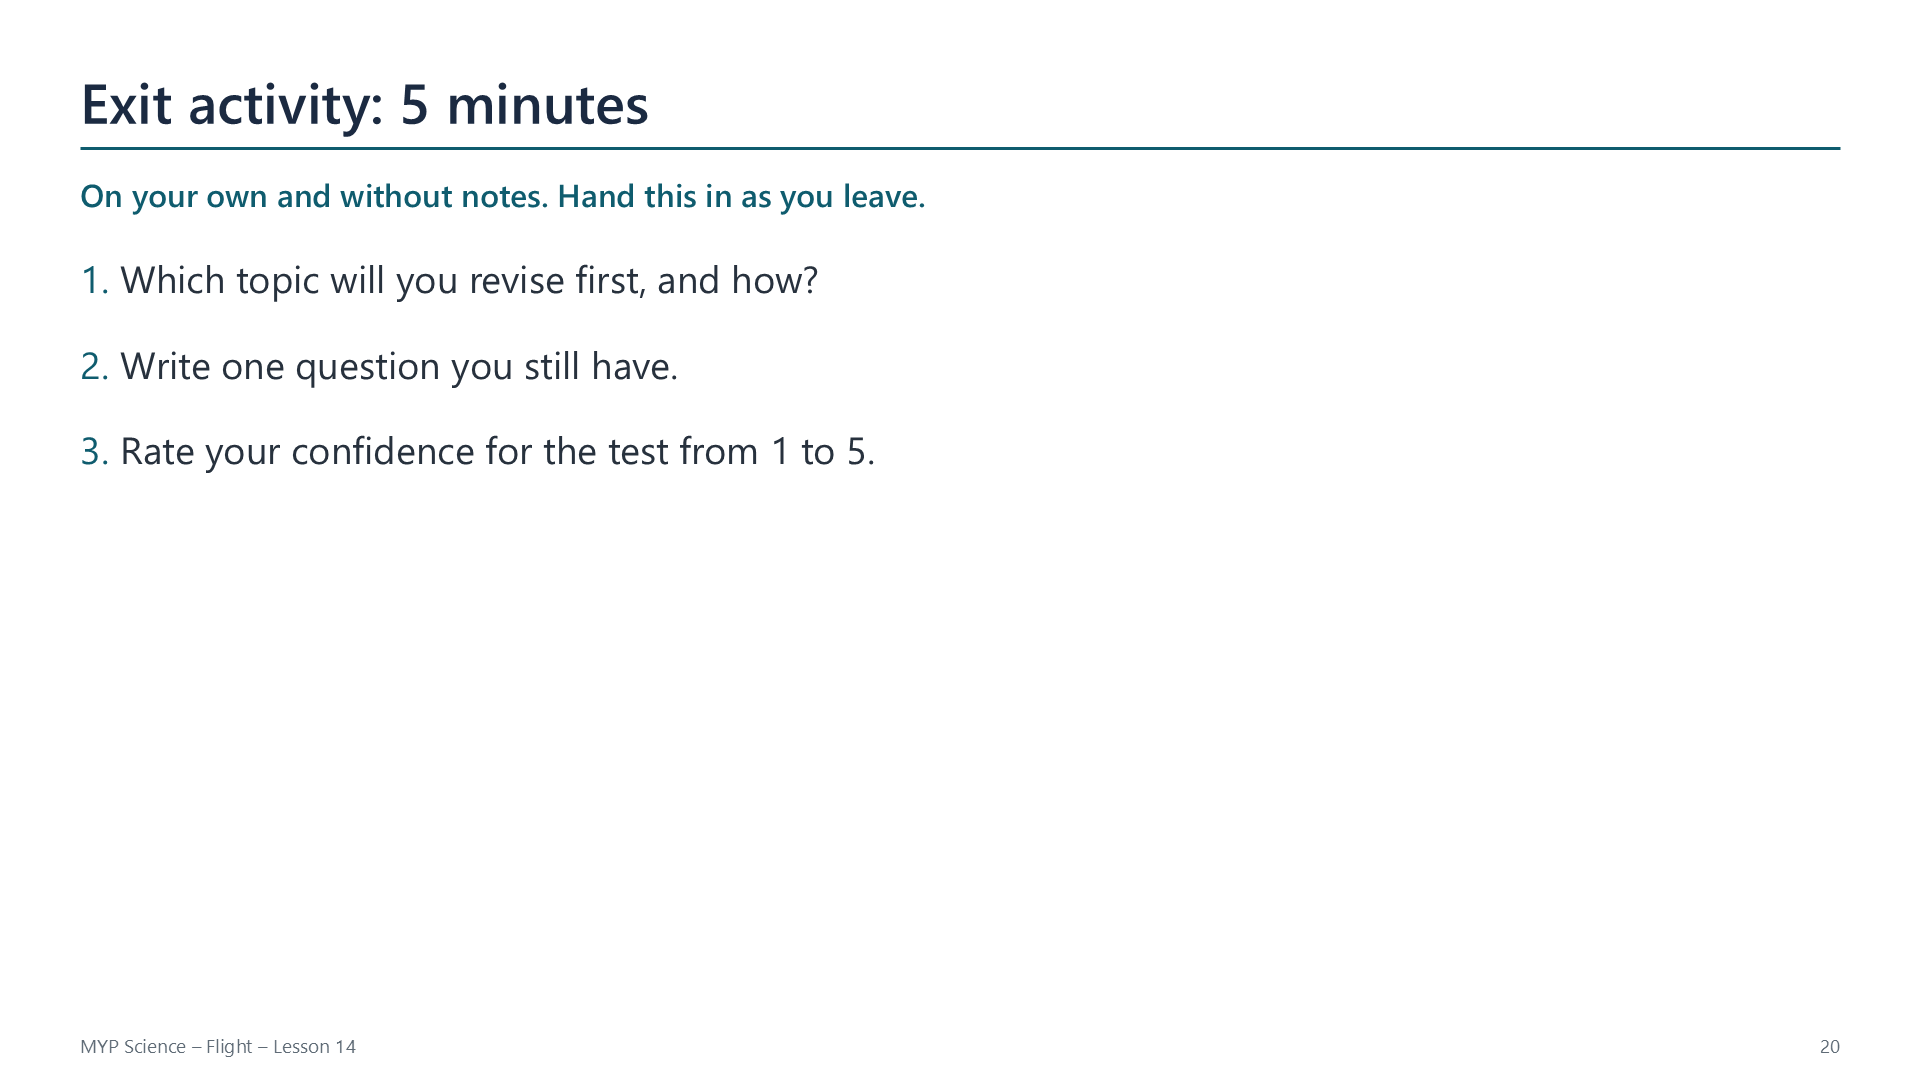 Exit activity: 5 minutes
On your own and without notes. Hand this in as you leave.
1. Which topic will you revise first, and how?
2. Write one question you still have.
3. Rate your confidence for the test from 1 to 5.
MYP Science – Flight – Lesson 14
20